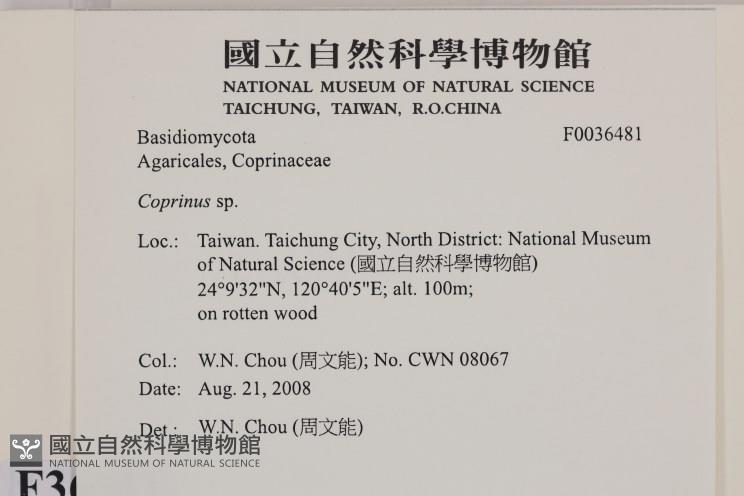 國立自然科學博物館
NATIONAL MUSEUM OF NATURAL SCIENCE
TAICHUNG, TAIWAN, R.O.CHINA
Basidiomycota F0036481
Agaricales, Coprinaceae
Coprinus sp.
Loc.: Taiwan. Taichung City, North District: National Museum
of Natural Science (國立自然科學博物館)
24°9'32"N, 120°40'5"E; alt. 100m;
on rotten wood
Col.: W.N. Chou (周文能); No. CWN 08067
Date: Aug. 21, 2008
Det.: W.N. Chou (周文能)
國立自然科學博物館
NATIONAL MUSEUM OF NATURAL SCIENCE